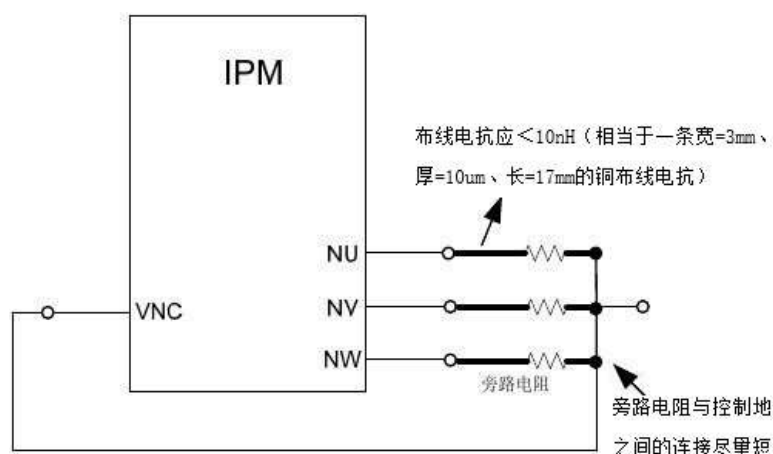 IPM
布线电抗应＜10nH（相当于一条宽=3mm、
厚=10um、长=17mm的铜布线电抗）
NU
VNC
NV
NW
旁路电阻
旁路电阻与控制地
之间的连接尽量短